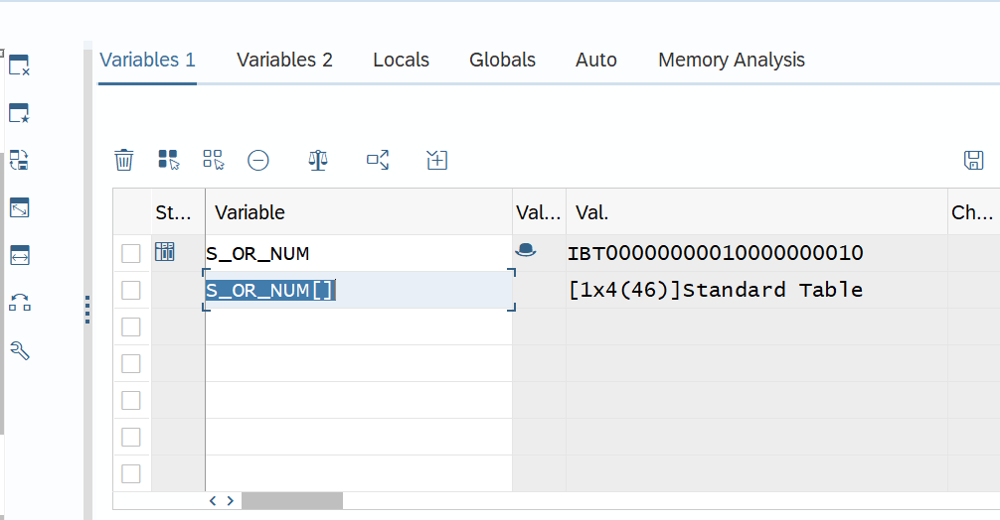 Variables 1 Variables 2 Locals Globals Auto Memory Analysis
St... Variable Val... Val. Ch...
S_OR_NUM IBT00000000010000000010
S_OR_NUM[] [1x4(46)]Standard Table